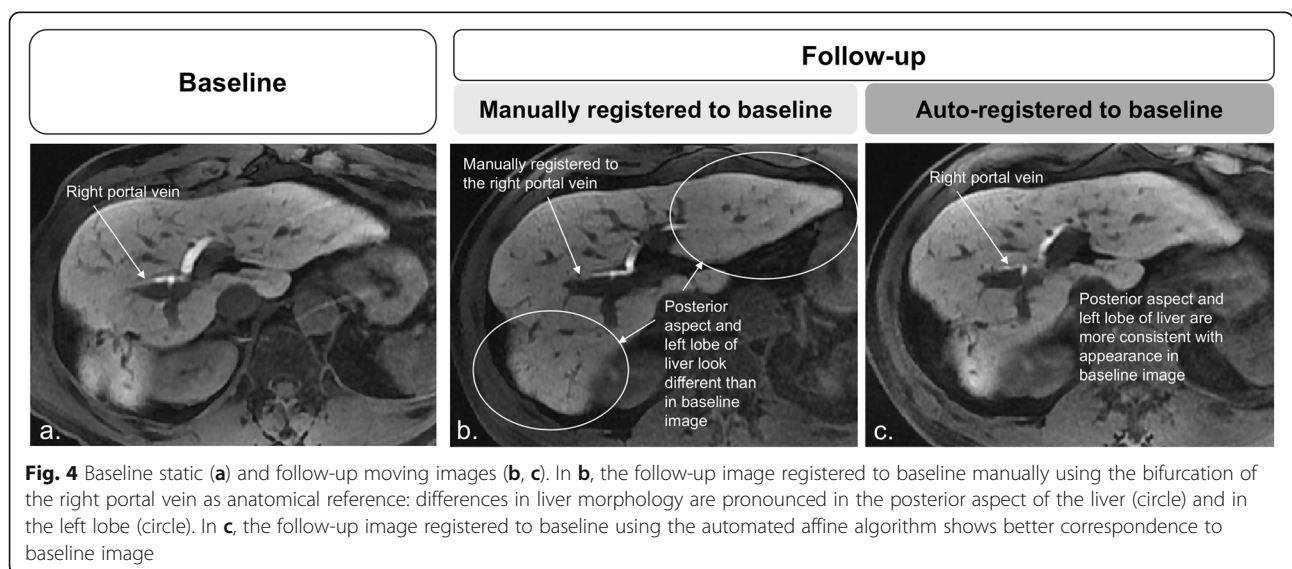 Baseline
Follow-up
Manually registered to baseline
Auto-registered to baseline
Right portal vein
a.
Manually registered to
the right portal vein
Posterior
aspect and
left lobe of
liver look
different than
in baseline
image
b.
Right portal vein
Posterior aspect and
left lobe of liver are
more consistent with
appearance in
baseline image
c.
Fig. 4 Baseline static (a) and follow-up moving images (b, c). In b, the follow-up image registered to baseline manually using the bifurcation of
the right portal vein as anatomical reference: differences in liver morphology are pronounced in the posterior aspect of the liver (circle) and in
the left lobe (circle). In c, the follow-up image registered to baseline using the automated affine algorithm shows better correspondence to
baseline image